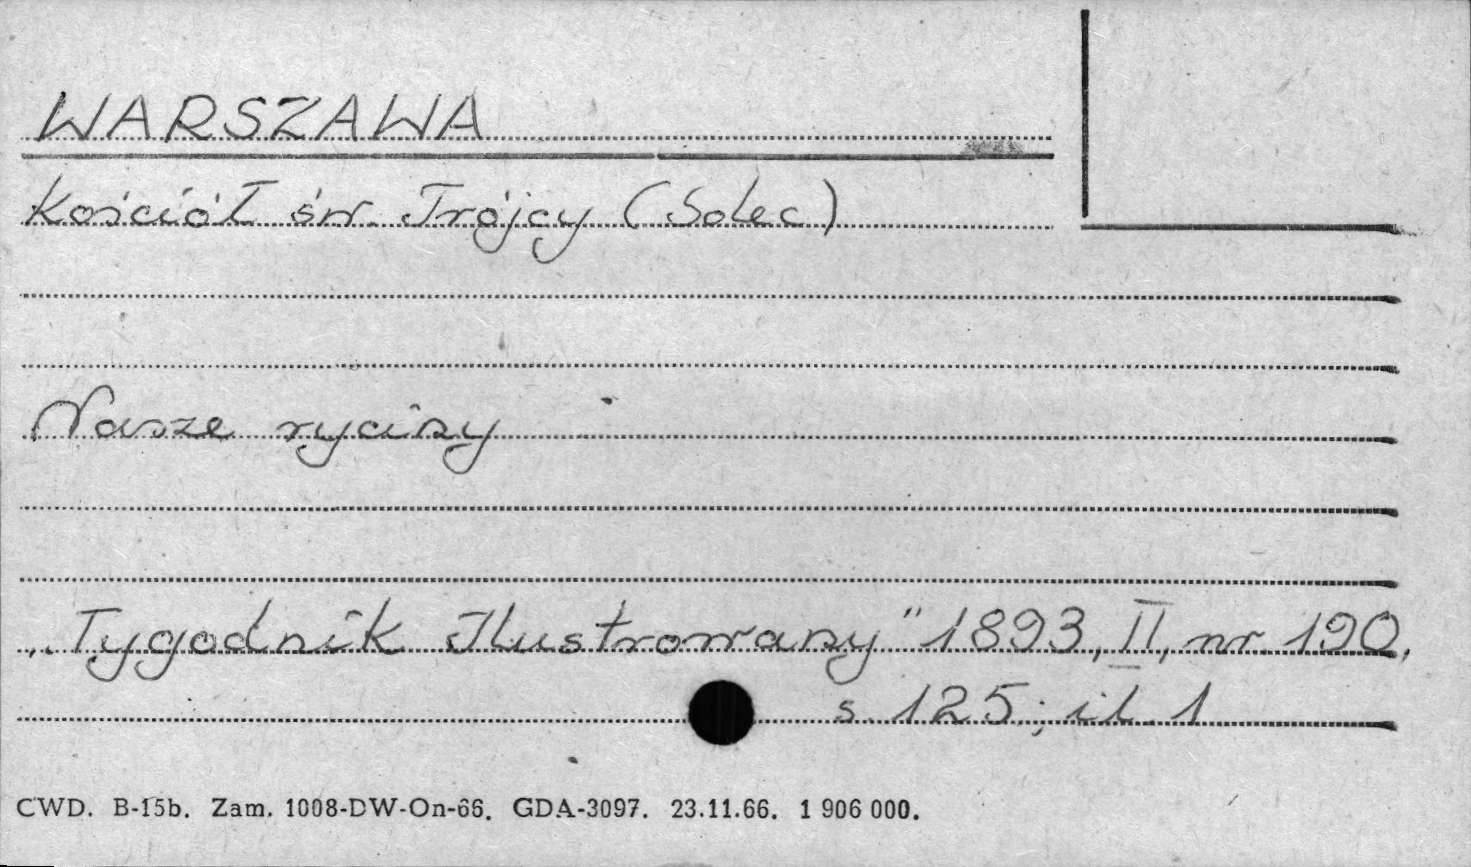 WARSZAWA
Kościół św. Trójcy (Solec)
Nasze ryciny
„Tygodnik Ilustrowany" 1893, II, nr 190,
s. 125; il. 1
CWD. B-15b. Zam. 1008-DW-On-66. GDA-3097. 23.11.66. 1 906 000.